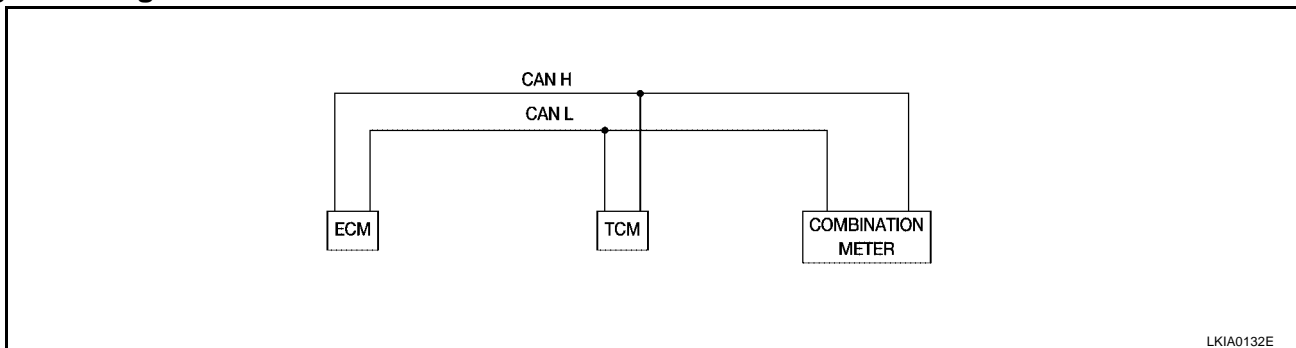 CAN H
CAN L
ECM
TCM
COMBINATION
METER
LKIA0132E